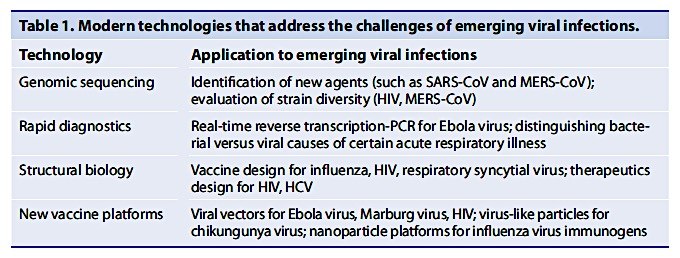 Table 1. Modern technologies that address the challenges of emerging viral infections.
Technology Application to emerging viral infections
Genomic sequencing Identification of new agents (such as SARS-CoV and MERS-CoV);
evaluation of strain diversity (HIV, MERS-CoV)
Rapid diagnostics Real-time reverse transcription-PCR for Ebola virus; distinguishing bacte-
rial versus viral causes of certain acute respiratory illness
Structural biology Vaccine design for influenza, HIV, respiratory syncytial virus; therapeutics
design for HIV, HCV
New vaccine platforms Viral vectors for Ebola virus, Marburg virus, HIV; virus-like particles for
chikungunya virus; nanoparticle platforms for influenza virus immunogens